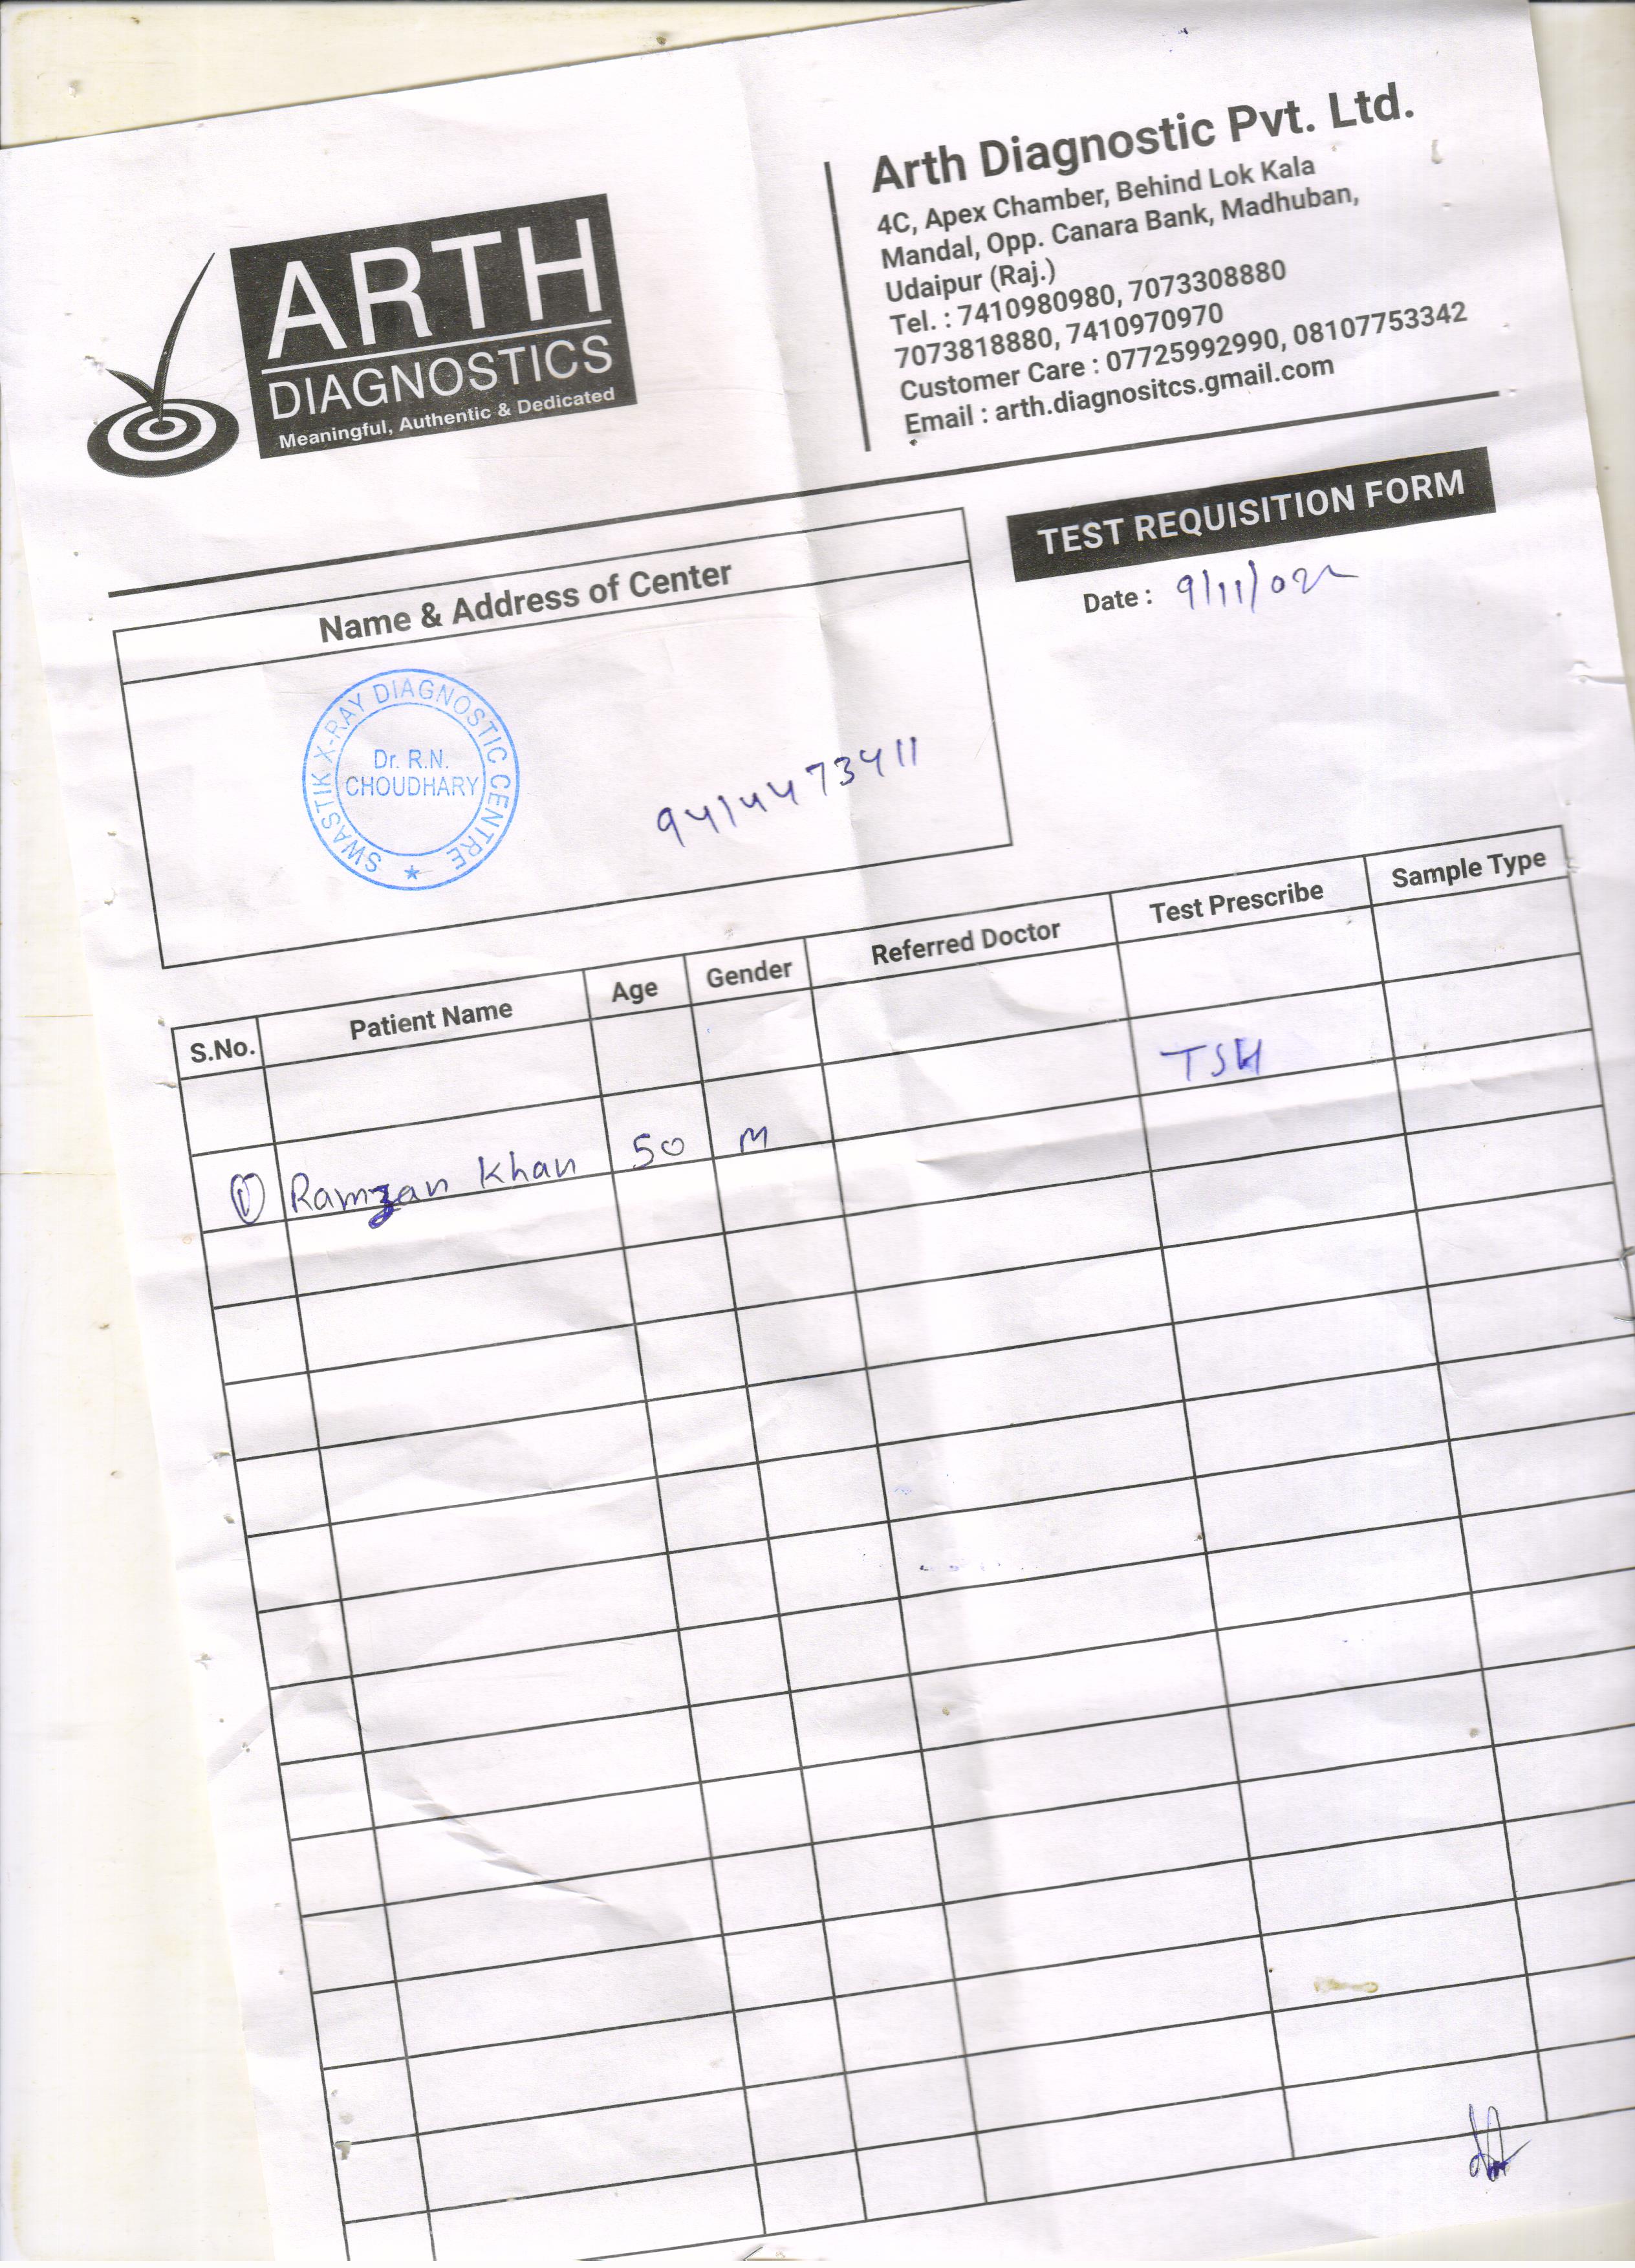 ARTH
DIAGNOSTICS
Meaningful, Authentic & Dedicated
Arth Diagnostic Pvt. Ltd.
4C, Apex Chamber, Behind Lok Kala
Mandal, Opp. Canara Bank, Madhuban,
Udaipur (Raj.)
Tel. : 7410980980, 7073308880
7073818880, 7410970970
Customer Care : 07725992990, 08107753342
Email : arth.diagnositcs.gmail.com
TEST REQUISITION FORM
Date : 9/11/022
Name & Address of Center
SWASTIK X-RAY DIAGNOSTIC CENTRE
Dr. R.N.
CHOUDHARY
9414473411
S.No. Patient Name Age Gender Referred Doctor Test Prescribe Sample Type
1 Ramzan Khan 50 M TSH